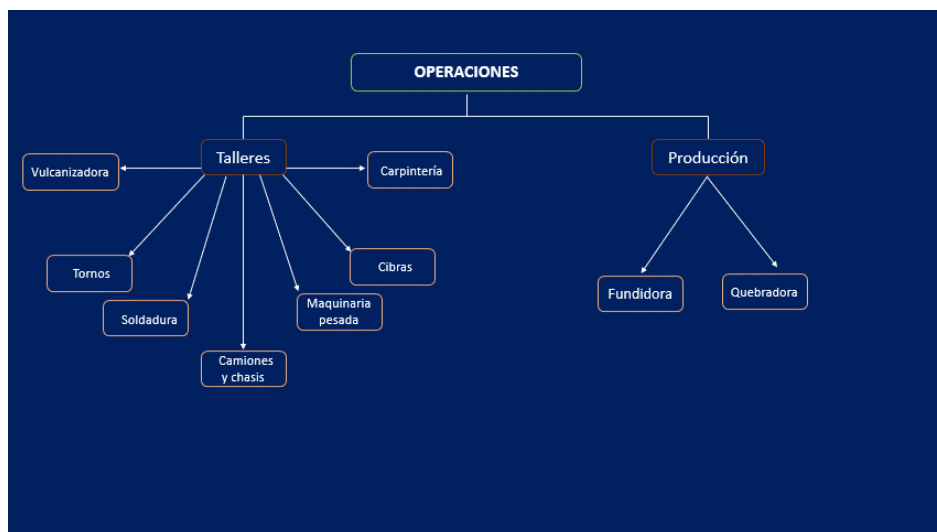 OPERACIONES
Talleres
Producción
Vulcanizadora
Carpintería
Tornos
Cibras
Soldadura
Maquinaria
pesada
Camiones
y chasis
Fundidora
Quebradora